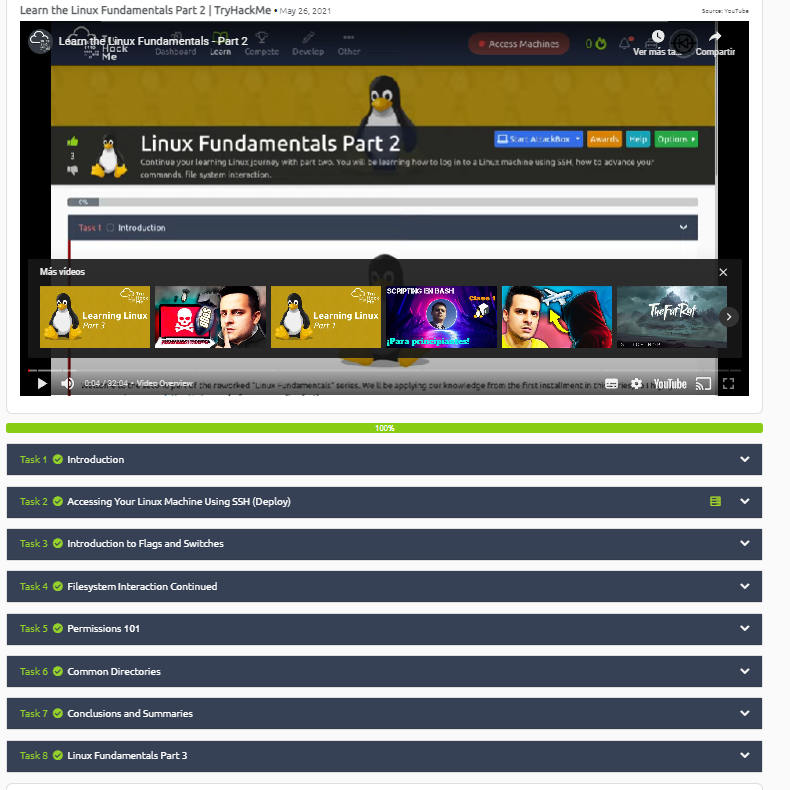 Learn the Linux Fundamentals Part 2 | TryHackMe • May 26, 2021
Source: YouTube
Learn the Linux Fundamentals - Part 2
Hack
Me
Dashboard Learn Compete Develop Other
Access Machines
0
Ver más ta...
Compartir
Linux Fundamentals Part 2
Start AttackBox
Awards
Help
Options
3
Continue your learning Linux journey with part two. You will be learning how to log in to a Linux machine using SSH, how to advance your
commands, file system interaction.
0%
Task 1 Introduction
Más vídeos
Try
Hack
Me
Learning Linux
Part 3
Try
Hack
Me
Learning Linux
Part 1
SCRIPTING EN BASH
Clase 1
¡Para principiantes!
TheFatRat
0:04 / 32:04 • Video Overview
YouTube
part of the reworked "Linux Fundamentals" series. We'll be applying our knowledge from the first installment in
100%
Task 1 Introduction
Task 2 Accessing Your Linux Machine Using SSH (Deploy)
Task 3 Introduction to Flags and Switches
Task 4 Filesystem Interaction Continued
Task 5 Permissions 101
Task 6 Common Directories
Task 7 Conclusions and Summaries
Task 8 Linux Fundamentals Part 3